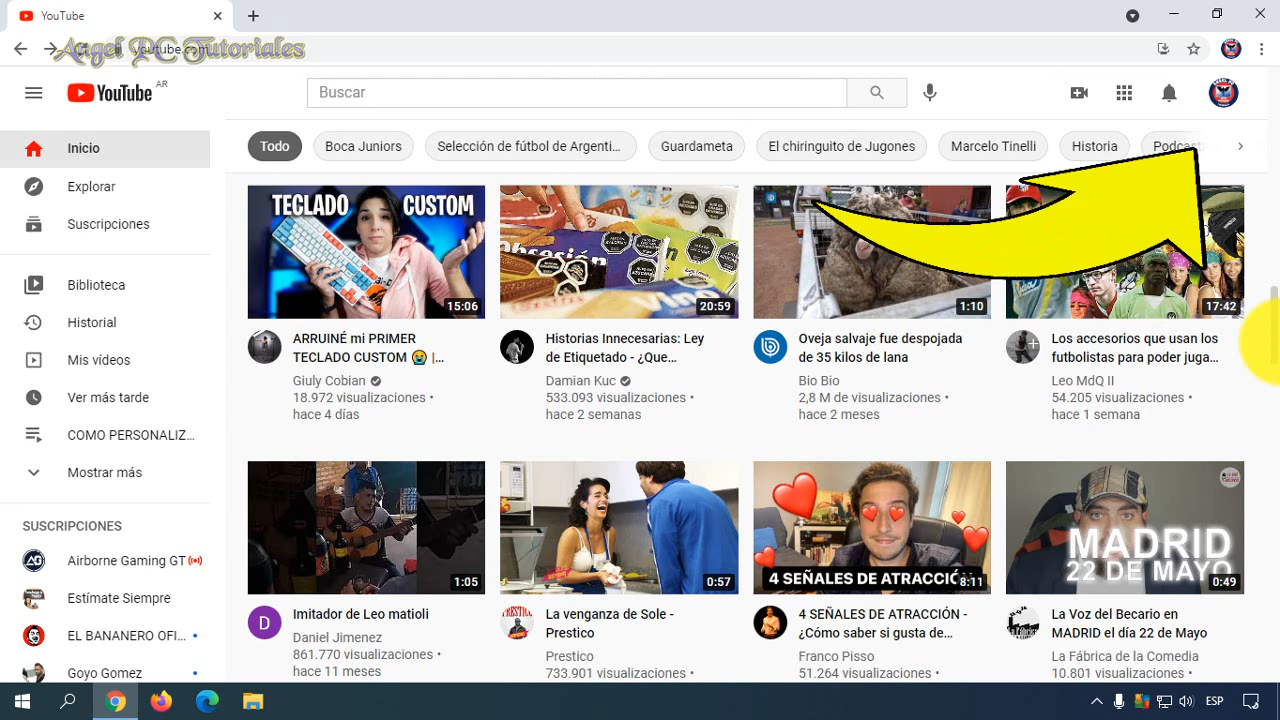 YouTube
Angel PC Tutoriales
youtube.com
YouTube AR
Buscar
Inicio
Explorar
Suscripciones
Biblioteca
Historial
Mis vídeos
Ver más tarde
COMO PERSONALIZ...
Mostrar más
SUSCRIPCIONES
Airborne Gaming GT
Estímate Siempre
EL BANANERO OFI...
Goyo Gomez
Todo
Boca Juniors
Selección de fútbol de Argenti...
Guardameta
El chiringuito de Jugones
Marcelo Tinelli
Historia
TECLADO CUSTOM
15:06
20:59
1:10
17:42
ARRUINÉ mi PRIMER
TECLADO CUSTOM 😭 |...
Giuly Cobian
18.972 visualizaciones •
hace 4 días
Historias Innecesarias: Ley
de Etiquetado - ¿Que...
Damian Kuc
533.093 visualizaciones •
hace 2 semanas
Oveja salvaje fue despojada
de 35 kilos de lana
Bio Bio
2,8 M de visualizaciones •
hace 2 meses
Los accesorios que usan los
futbolistas para poder juga...
Leo MdQ II
54.205 visualizaciones •
hace 1 semana
1:05
0:57
4 SEÑALES DE ATRACCIÓ
8:11
MADRID
22 DE MAYO
0:49
Imitador de Leo matioli
Daniel Jimenez
861.770 visualizaciones •
hace 11 meses
La venganza de Sole -
Prestico
Prestico
733.901 visualizaciones •
4 SEÑALES DE ATRACCIÓN -
¿Cómo saber si gusta de...
Franco Pisso
51.264 visualizaciones •
La Voz del Becario en
MADRID el día 22 de Mayo
La Fábrica de la Comedia
10.801 visualizaciones •
ESP